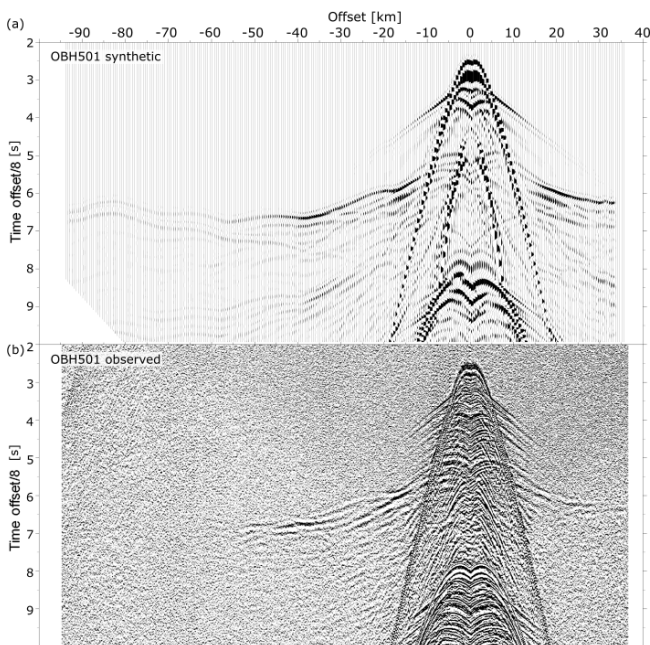 Offset [km]
(a)
-90 -80 -70 -60 -50 -40 -30 -20 -10 0 10 20 30 40
OBH501 synthetic
Time offset/8 [s]
2
3
4
5
6
7
8
9
(b)
OBH501 observed
Time offset/8 [s]
2
3
4
5
6
7
8
9